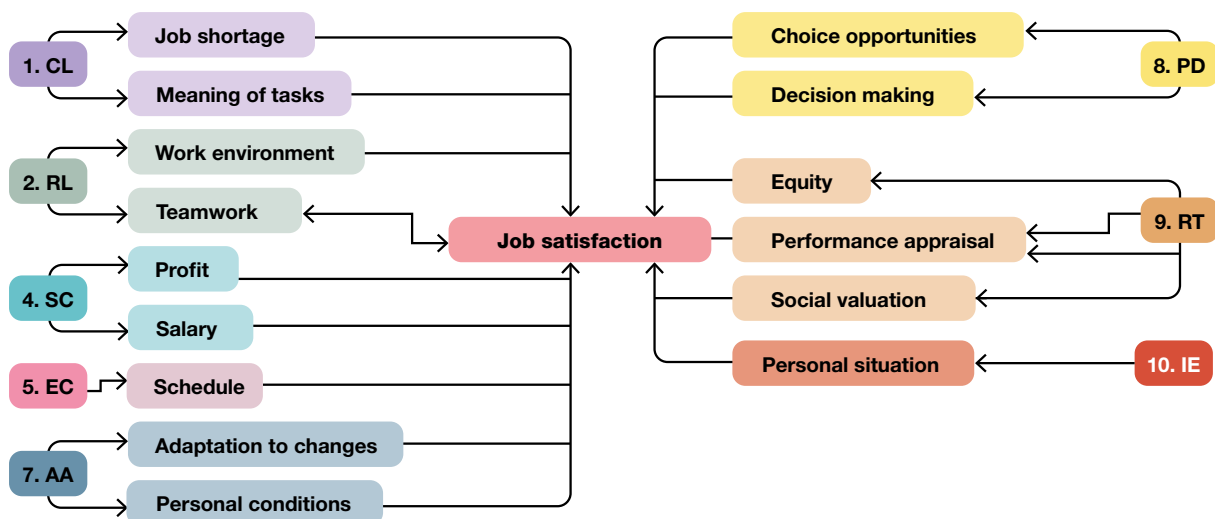 1. CL
Job shortage
Meaning of tasks
2. RL
Work environment
Teamwork
4. SC
Profit
Salary
5. EC
Schedule
7. AA
Adaptation to changes
Personal conditions
Job satisfaction
Choice opportunities
Decision making
8. PD
Equity
Performance appraisal
Social valuation
9. RT
Personal situation
10. IE